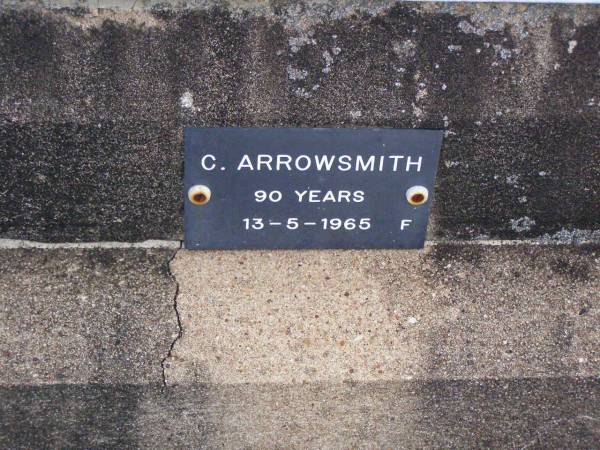 C. ARROWSMITH
90 YEARS
13-5-1965 F